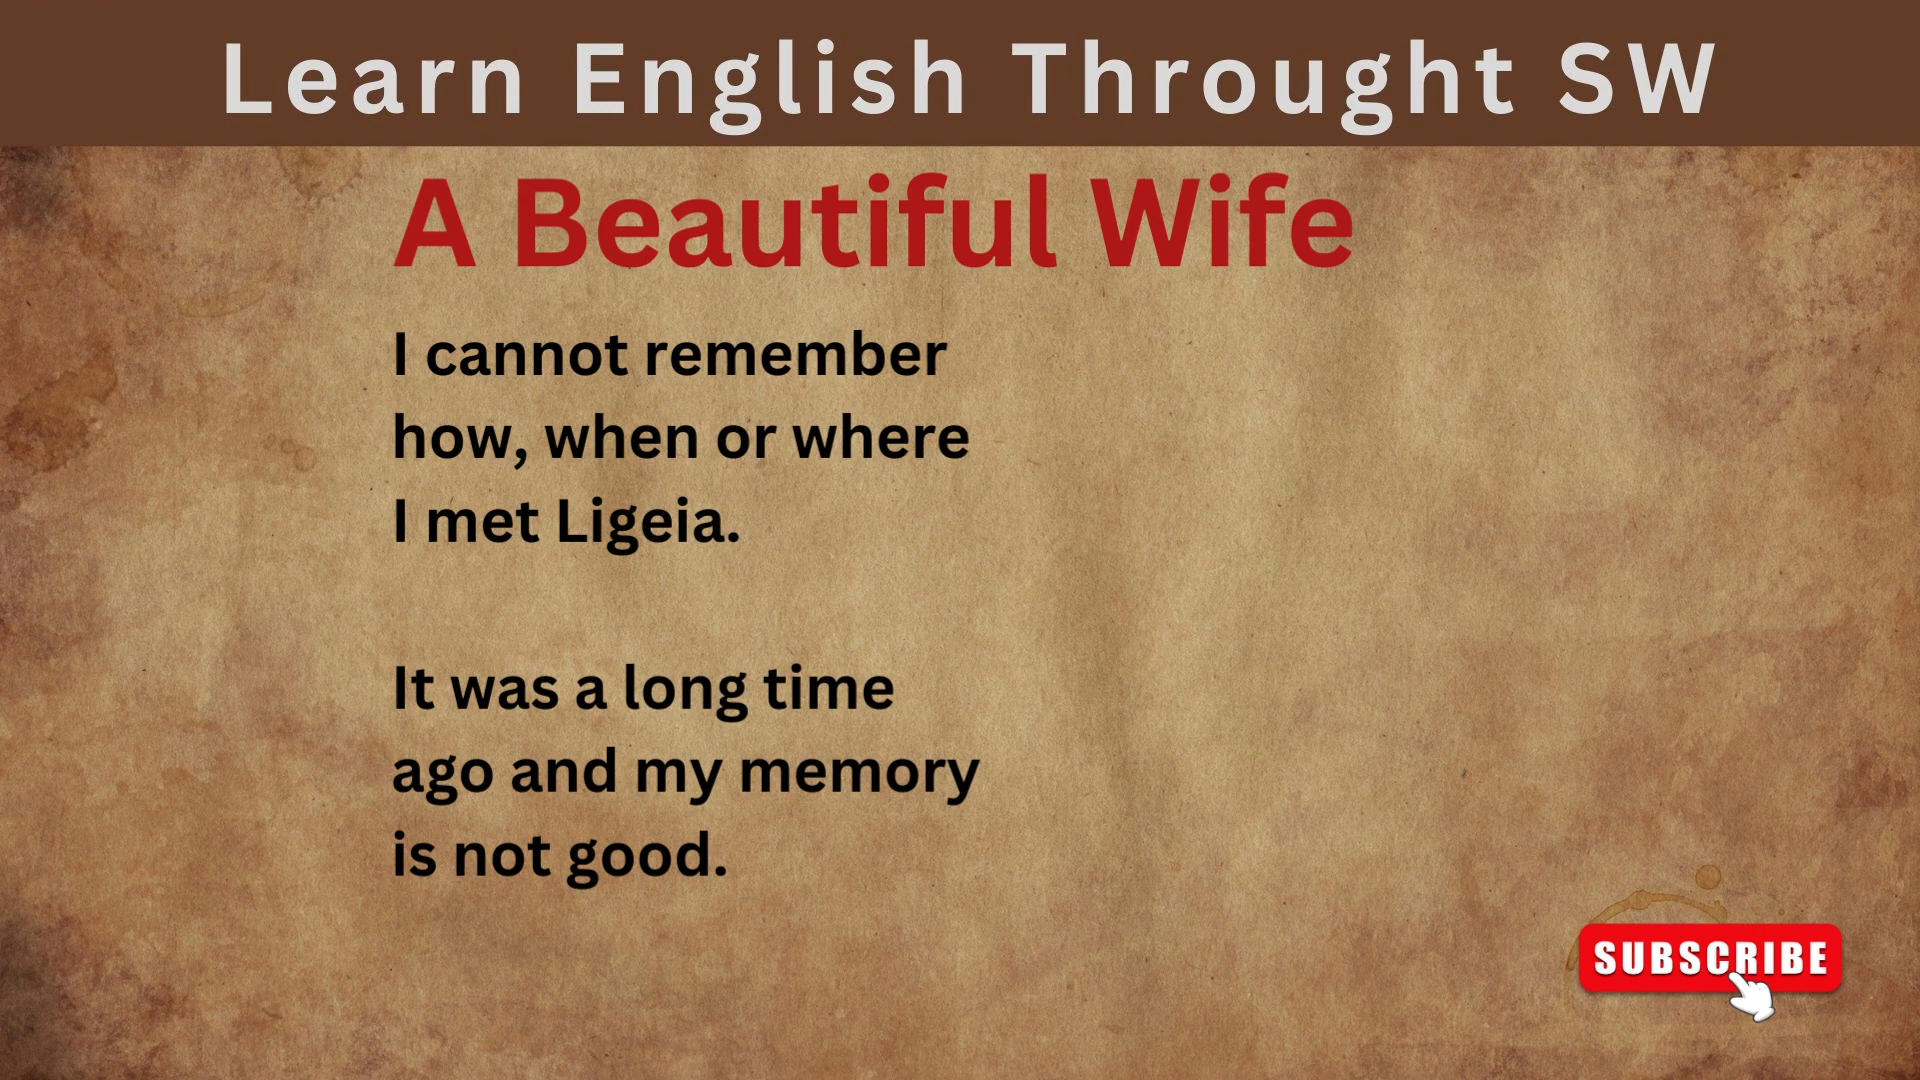 Learn English Throught SW
A Beautiful Wife
I cannot remember
how, when or where
I met Ligeia.
It was a long time
ago and my memory
is not good.
SUBSCRIBE